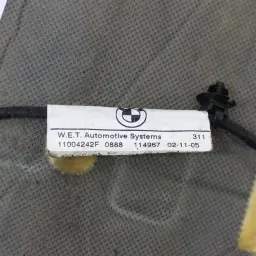 W.E.T. Automotive Systems 311
11004242F 0888 114967 02-11-05